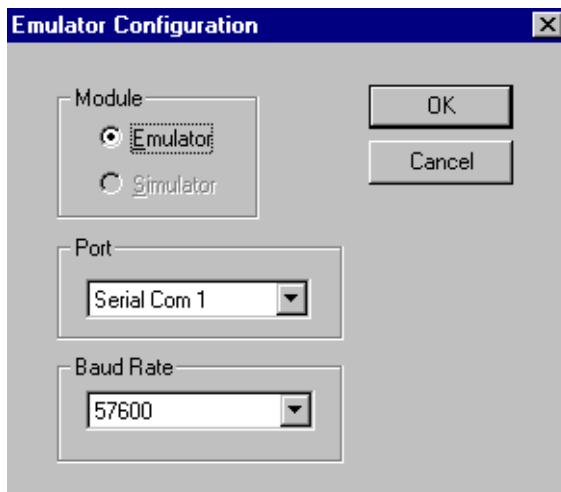 Emulator Configuration
Module
Emulator
Simulator
OK
Cancel
Port
Serial Com 1
Baud Rate
57600